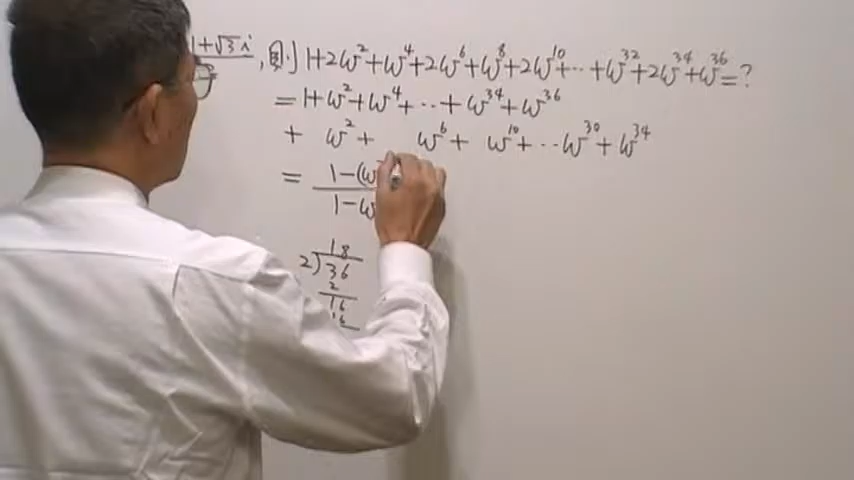 1+√3i , 則 1+2ω²+ω⁴+2ω⁶+ω⁸+2ω¹⁰+⋯+ω³²+2ω³⁴+ω³⁶=?
=1+ω²+ω⁴+⋯+ω³⁴+ω³⁶
+ ω²+ ω⁶+ ω¹⁰+⋯ω³⁰+ω³⁴
= 1-(ω
1-ω
18
2)36
2
16
16